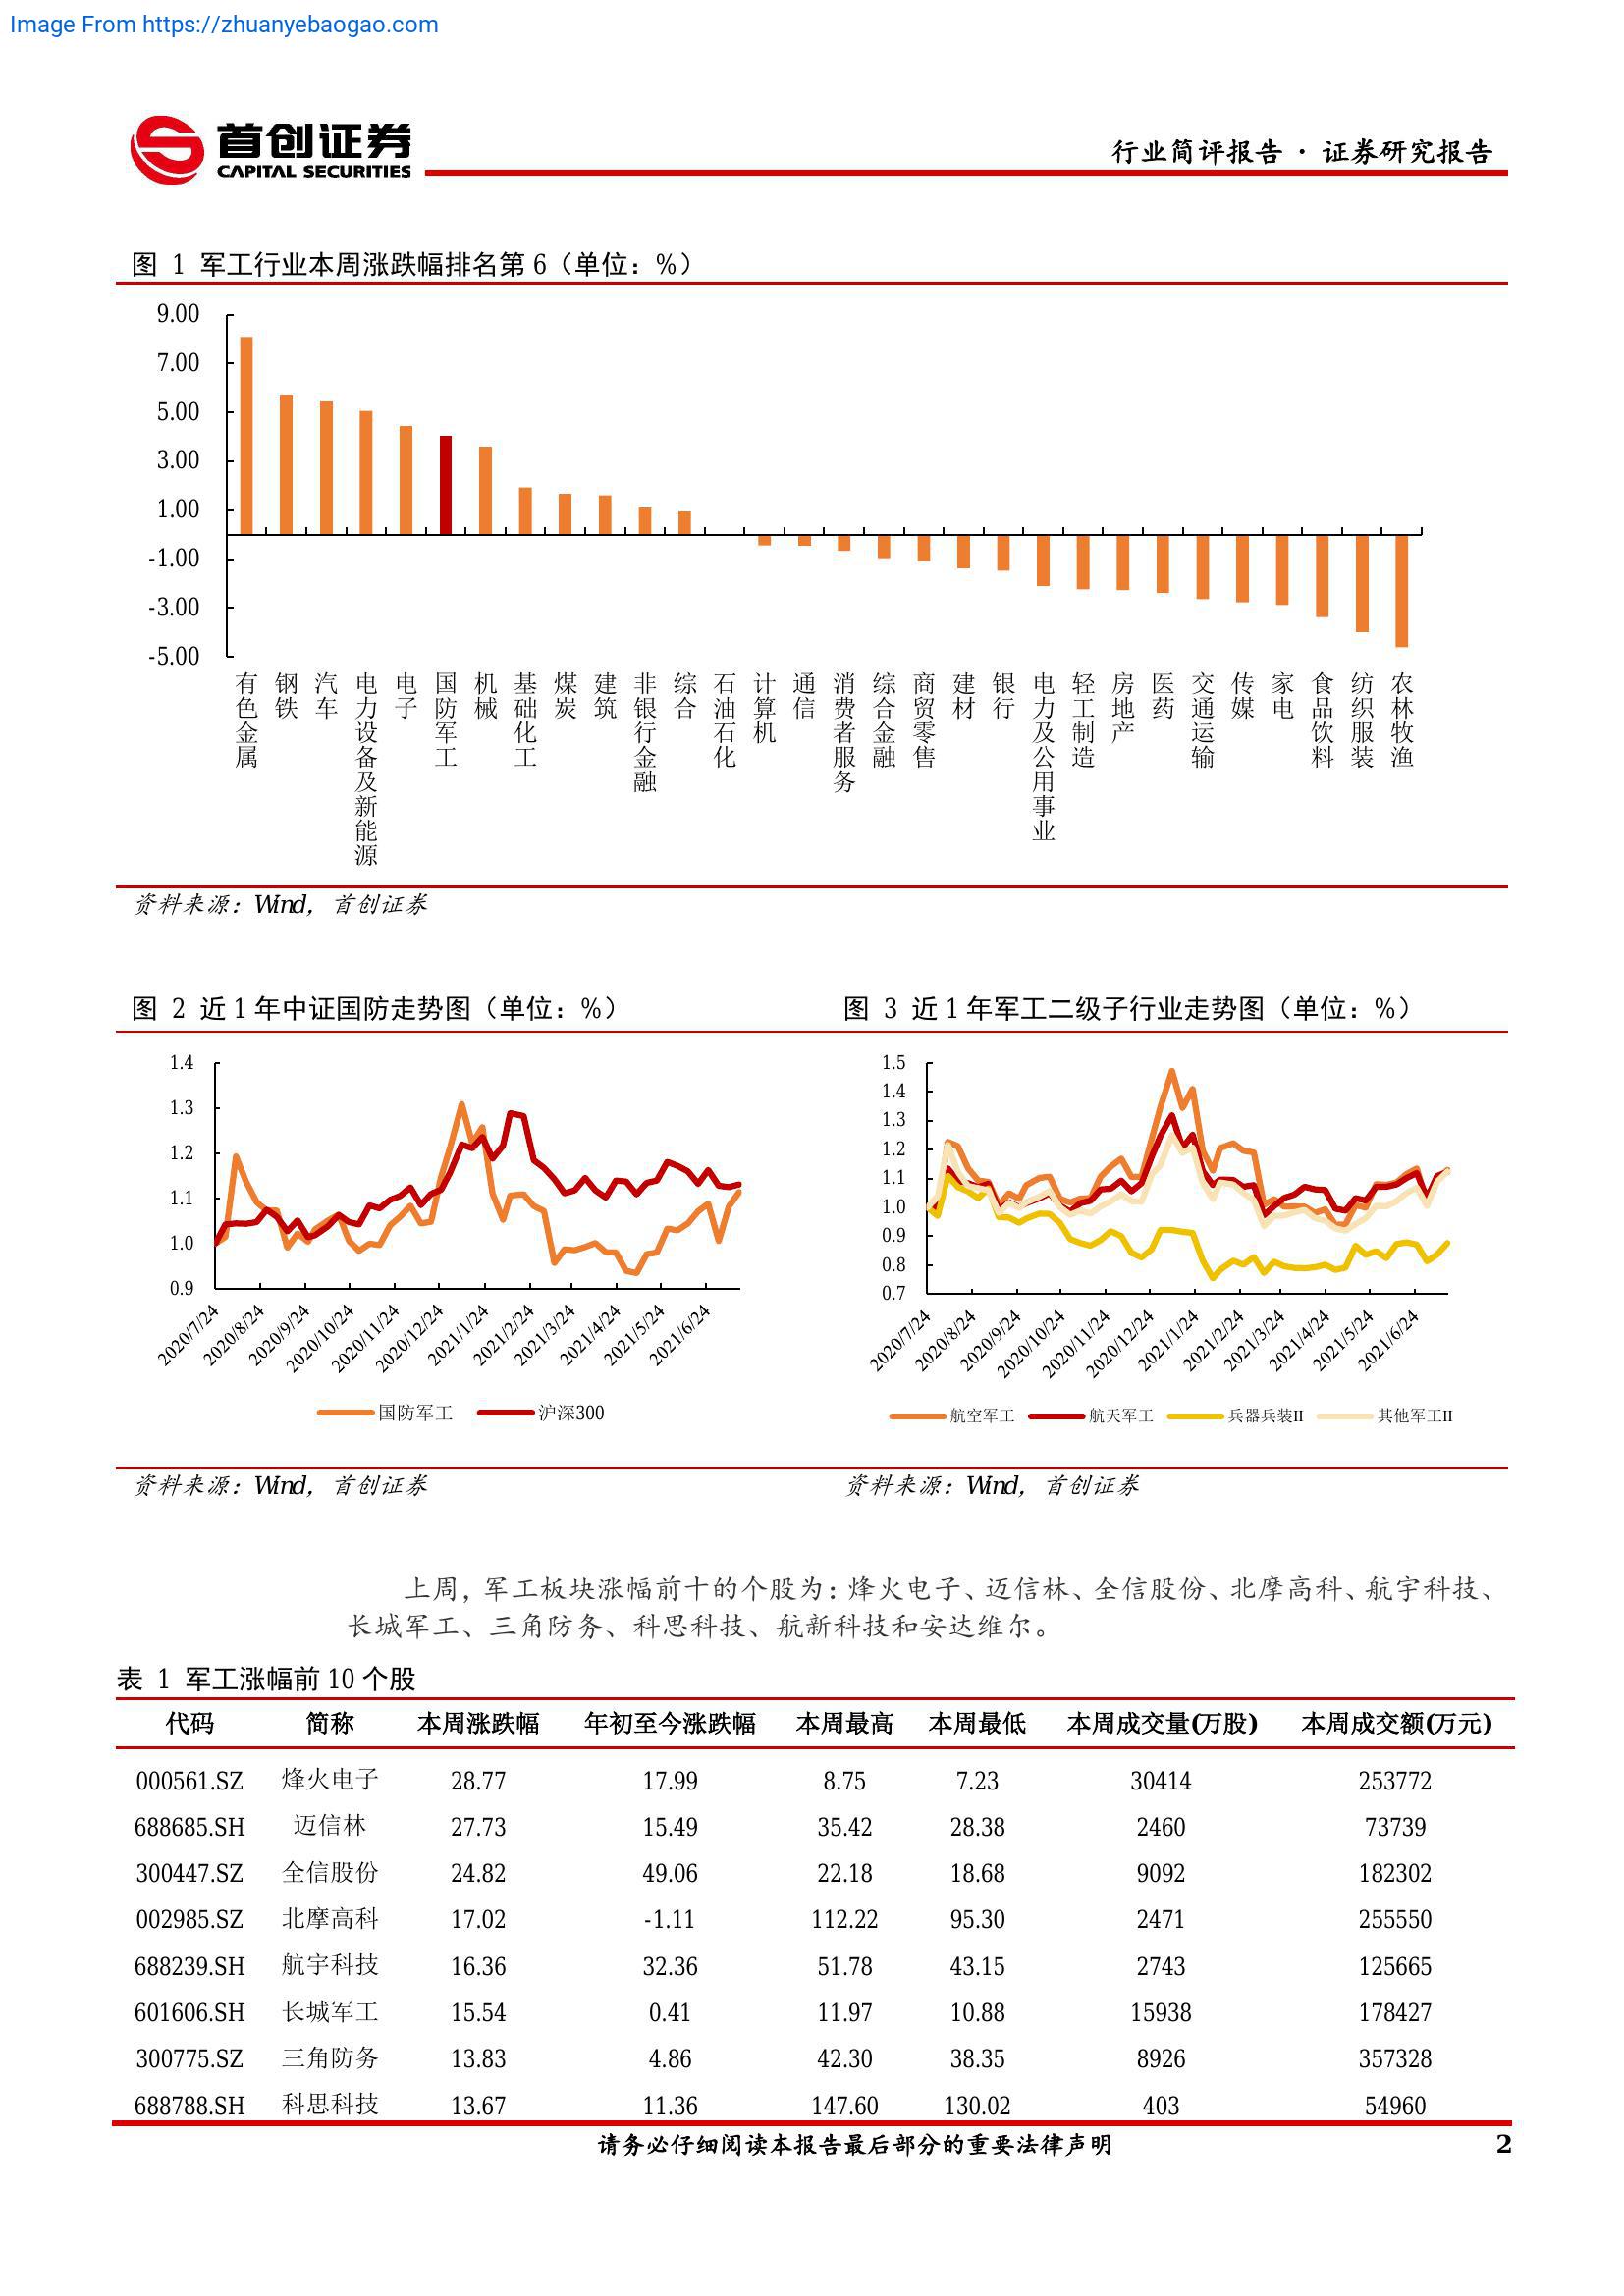 Image From https://zhuanyebaogao.com
首创证券
CAPITAL SECURITIES
行业简评报告 · 证券研究报告
图 1 军工行业本周涨跌幅排名第 6（单位：%）
9.00
7.00
5.00
3.00
1.00
-1.00
-3.00
-5.00
有色金属
钢铁
汽车
电力设备及新能源
电子
国防军工
机械
基础化工
煤炭
建筑
非银行金融
综合
石油石化
计算机
通信
消费者服务
综合金融
商贸零售
建材
银行
电力及公用事业
轻工制造
房地产
医药
交通运输
传媒
家电
食品饮料
纺织服装
农林牧渔
资料来源：Wind，首创证券
图 2 近 1 年中证国防走势图（单位：%）
1.4
1.3
1.2
1.1
1.0
0.9
2020/7/24
2020/8/24
2020/9/24
2020/10/24
2020/11/24
2020/12/24
2021/1/24
2021/2/24
2021/3/24
2021/4/24
2021/5/24
2021/6/24
国防军工 沪深300
资料来源：Wind，首创证券
图 3 近 1 年军工二级子行业走势图（单位：%）
1.5
1.4
1.3
1.2
1.1
1.0
0.9
0.8
0.7
2020/7/24
2020/8/24
2020/9/24
2020/10/24
2020/11/24
2020/12/24
2021/1/24
2021/2/24
2021/3/24
2021/4/24
2021/5/24
2021/6/24
航空军工 航天军工 兵器兵装II 其他军工II
资料来源：Wind，首创证券
上周，军工板块涨幅前十的个股为：烽火电子、迈信林、全信股份、北摩高科、航宇科技、
长城军工、三角防务、科思科技、航新科技和安达维尔。
表 1 军工涨幅前 10 个股
代码 简称 本周涨跌幅 年初至今涨跌幅 本周最高 本周最低 本周成交量(万股) 本周成交额(万元)
000561.SZ 烽火电子 28.77 17.99 8.75 7.23 30414 253772
688685.SH 迈信林 27.73 15.49 35.42 28.38 2460 73739
300447.SZ 全信股份 24.82 49.06 22.18 18.68 9092 182302
002985.SZ 北摩高科 17.02 -1.11 112.22 95.30 2471 255550
688239.SH 航宇科技 16.36 32.36 51.78 43.15 2743 125665
601606.SH 长城军工 15.54 0.41 11.97 10.88 15938 178427
300775.SZ 三角防务 13.83 4.86 42.30 38.35 8926 357328
688788.SH 科思科技 13.67 11.36 147.60 130.02 403 54960
请务必仔细阅读本报告最后部分的重要法律声明 2